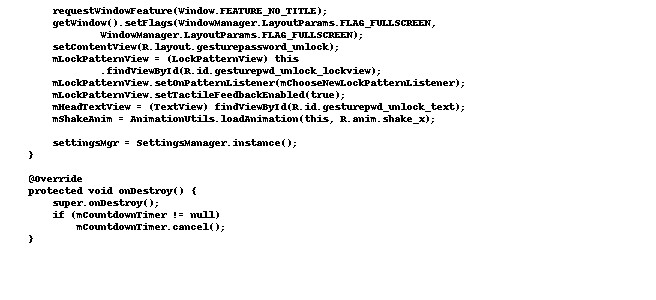 requestWindowFeature(Window.FEATURE_NO_TITLE);
getWindow().setFlags(WindowManager.LayoutParams.FLAG_FULLSCREEN,
WindowManager.LayoutParams.FLAG_FULLSCREEN);
setContentView(R.layout.gesturepassword_unlock);
mLockPatternView = (LockPatternView) this
.findViewById(R.id.gesturepwd_unlock_lockview);
mLockPatternView.setOnPatternListener(mChooseNewLockPatternListener);
mLockPatternView.setTactileFeedbackEnabled(true);
mHeadTextView = (TextView) findViewById(R.id.gesturepwd_unlock_text);
mShakeAnim = AnimationUtils.loadAnimation(this, R.anim.shake_x);
settingsMgr = SettingsManager.instance();
}
@Override
protected void onDestroy() {
super.onDestroy();
if (mCountdownTimer != null)
mCountdownTimer.cancel();
}